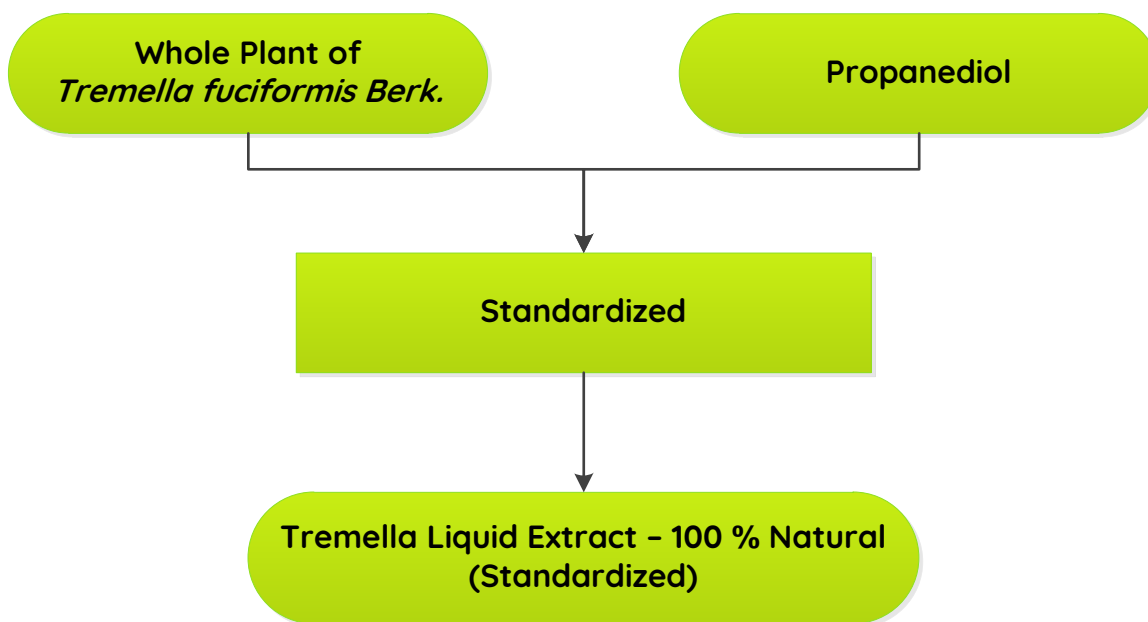 Whole Plant of
Tremella fuciformis Berk.
Propanediol
Standardized
Tremella Liquid Extract – 100 % Natural
(Standardized)